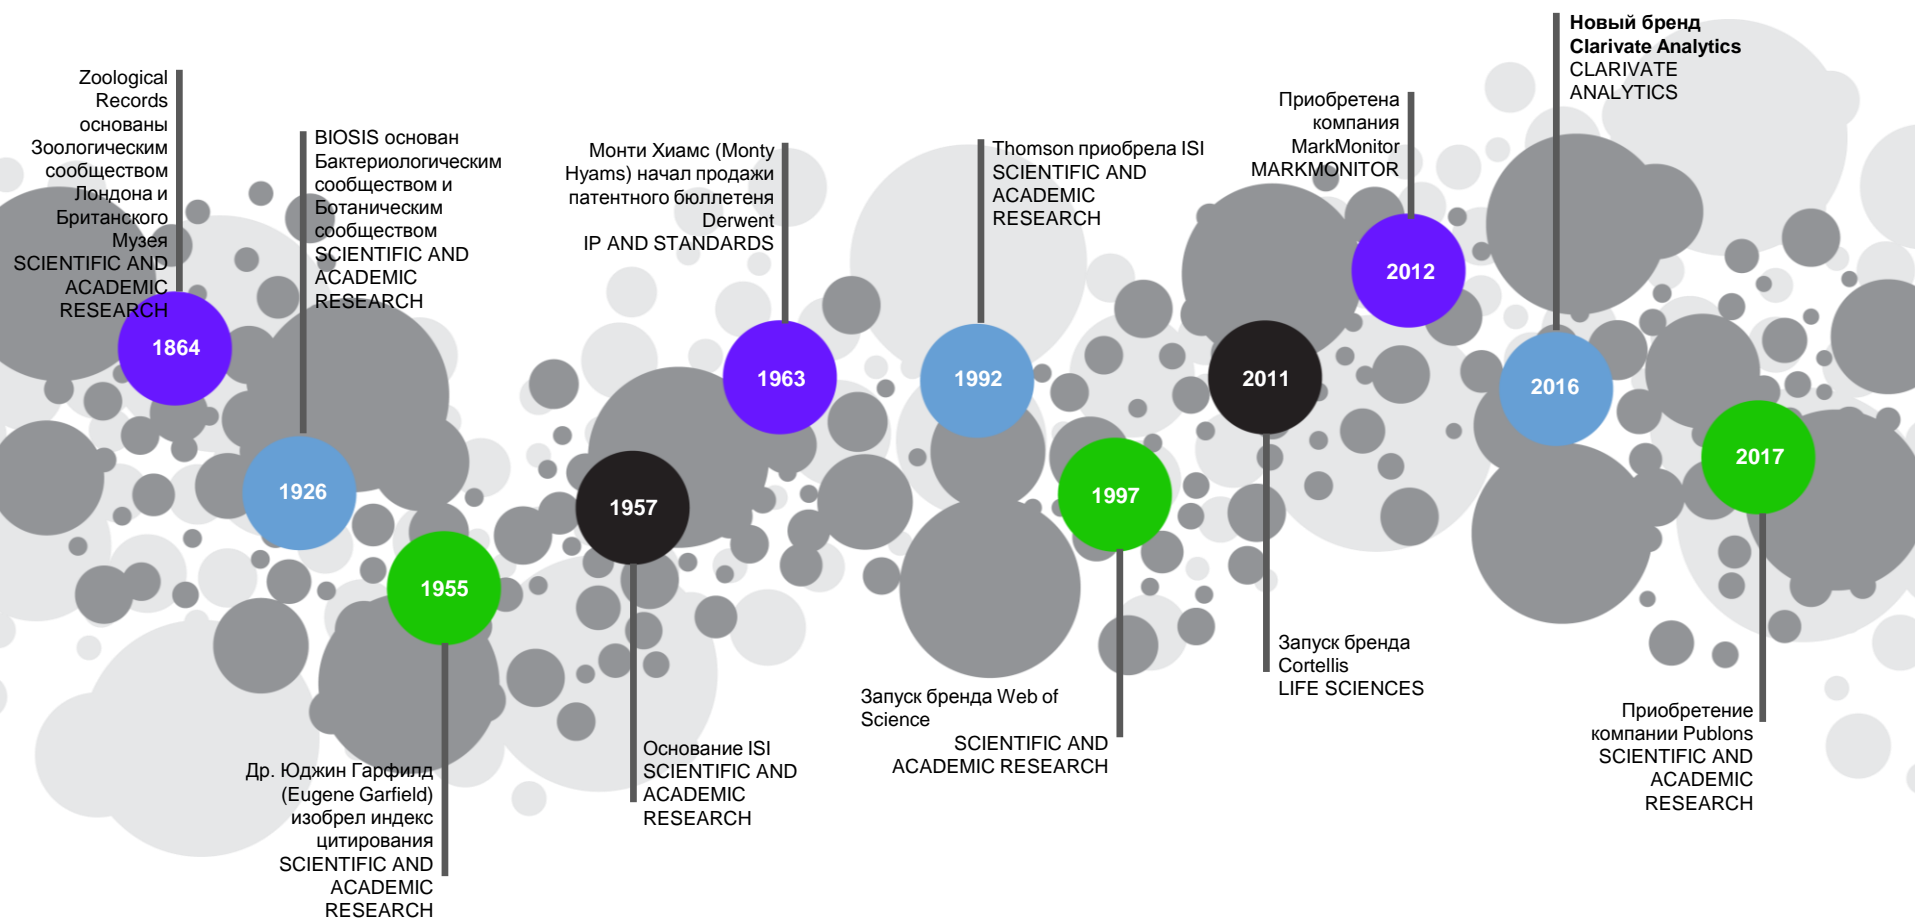 Zoological
Records
основаны
Зоологическим
сообществом
Лондона и
Британского
Музея
SCIENTIFIC AND
ACADEMIC
RESEARCH
1864
BIOSIS основан
Бактериологическим
сообществом и
Ботаническим
сообществом
SCIENTIFIC AND
ACADEMIC
RESEARCH
1926
1955
Др. Юджин Гарфилд
(Eugene Garfield)
изобрел индекс
цитирования
SCIENTIFIC AND
ACADEMIC
RESEARCH
1957
Основание ISI
SCIENTIFIC AND
ACADEMIC
RESEARCH
Монти Хиамс (Monty
Hyams) начал продажи
патентного бюллетеня
Derwent
IP AND STANDARDS
1963
Thomson приобрела ISI
SCIENTIFIC AND
ACADEMIC
RESEARCH
1992
1997
Запуск бренда Web of
Science
SCIENTIFIC AND
ACADEMIC RESEARCH
2011
Запуск бренда
Cortellis
LIFE SCIENCES
Приобретена
компания
MarkMonitor
MARKMONITOR
2012
Новый бренд
Clarivate Analytics
CLARIVATE
ANALYTICS
2016
2017
Приобретение
компании Publons
SCIENTIFIC AND
ACADEMIC
RESEARCH